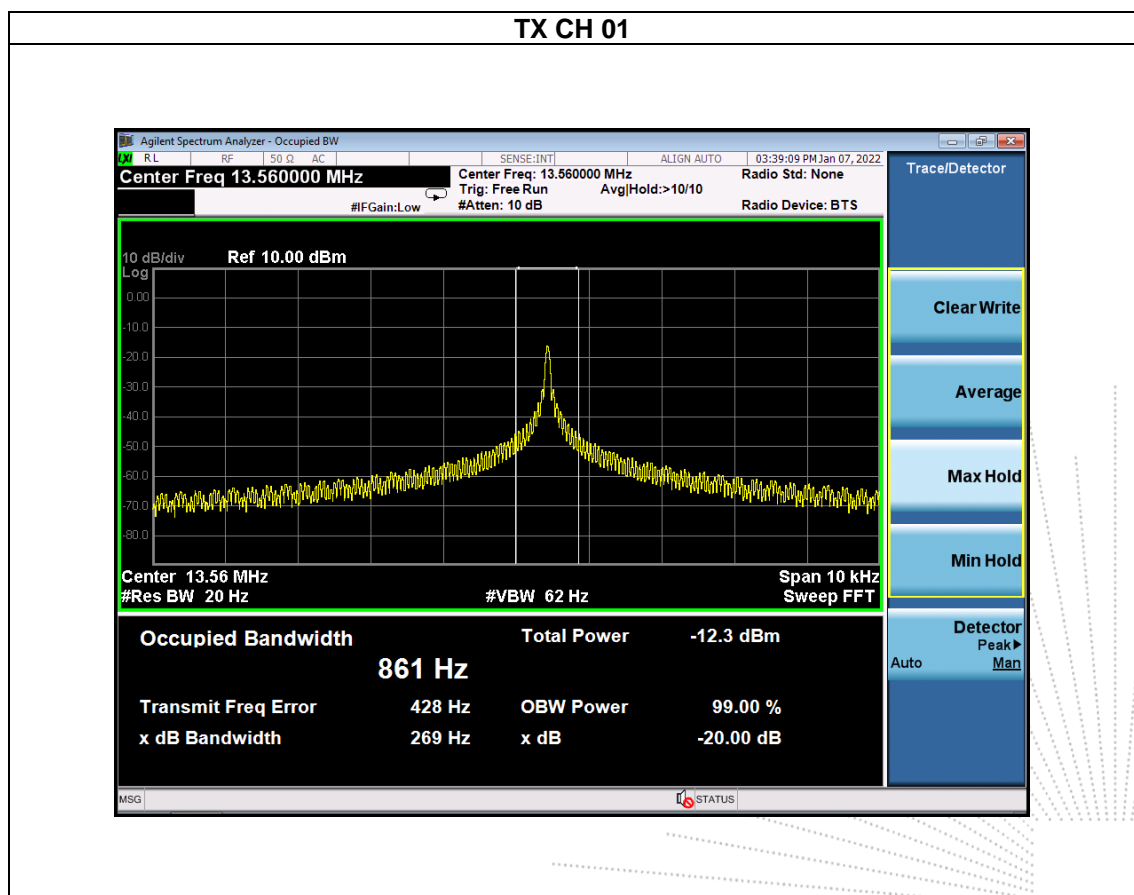 TX CH 01
Agilent Spectrum Analyzer - Occupied BW
LXI RL RF 50 Ω AC SENSE:INT ALIGN AUTO 03:39:09 PM Jan 07, 2022
Center Freq 13.560000 MHz
#IFGain:Low
Center Freq: 13.560000 MHz
Trig: Free Run Avg|Hold:>10/10
#Atten: 10 dB
Radio Std: None
Radio Device: BTS
10 dB/div Ref 10.00 dBm
Log
0.00
-10.0
-20.0
-30.0
-40.0
-50.0
-60.0
-70.0
-80.0
Center 13.56 MHz Span 10 kHz
#Res BW 20 Hz #VBW 62 Hz Sweep FFT
Occupied Bandwidth Total Power -12.3 dBm
861 Hz
Transmit Freq Error 428 Hz OBW Power 99.00 %
x dB Bandwidth 269 Hz x dB -20.00 dB
MSG STATUS
Trace/Detector
Clear Write
Average
Max Hold
Min Hold
Detector
Peak▶
Auto Man